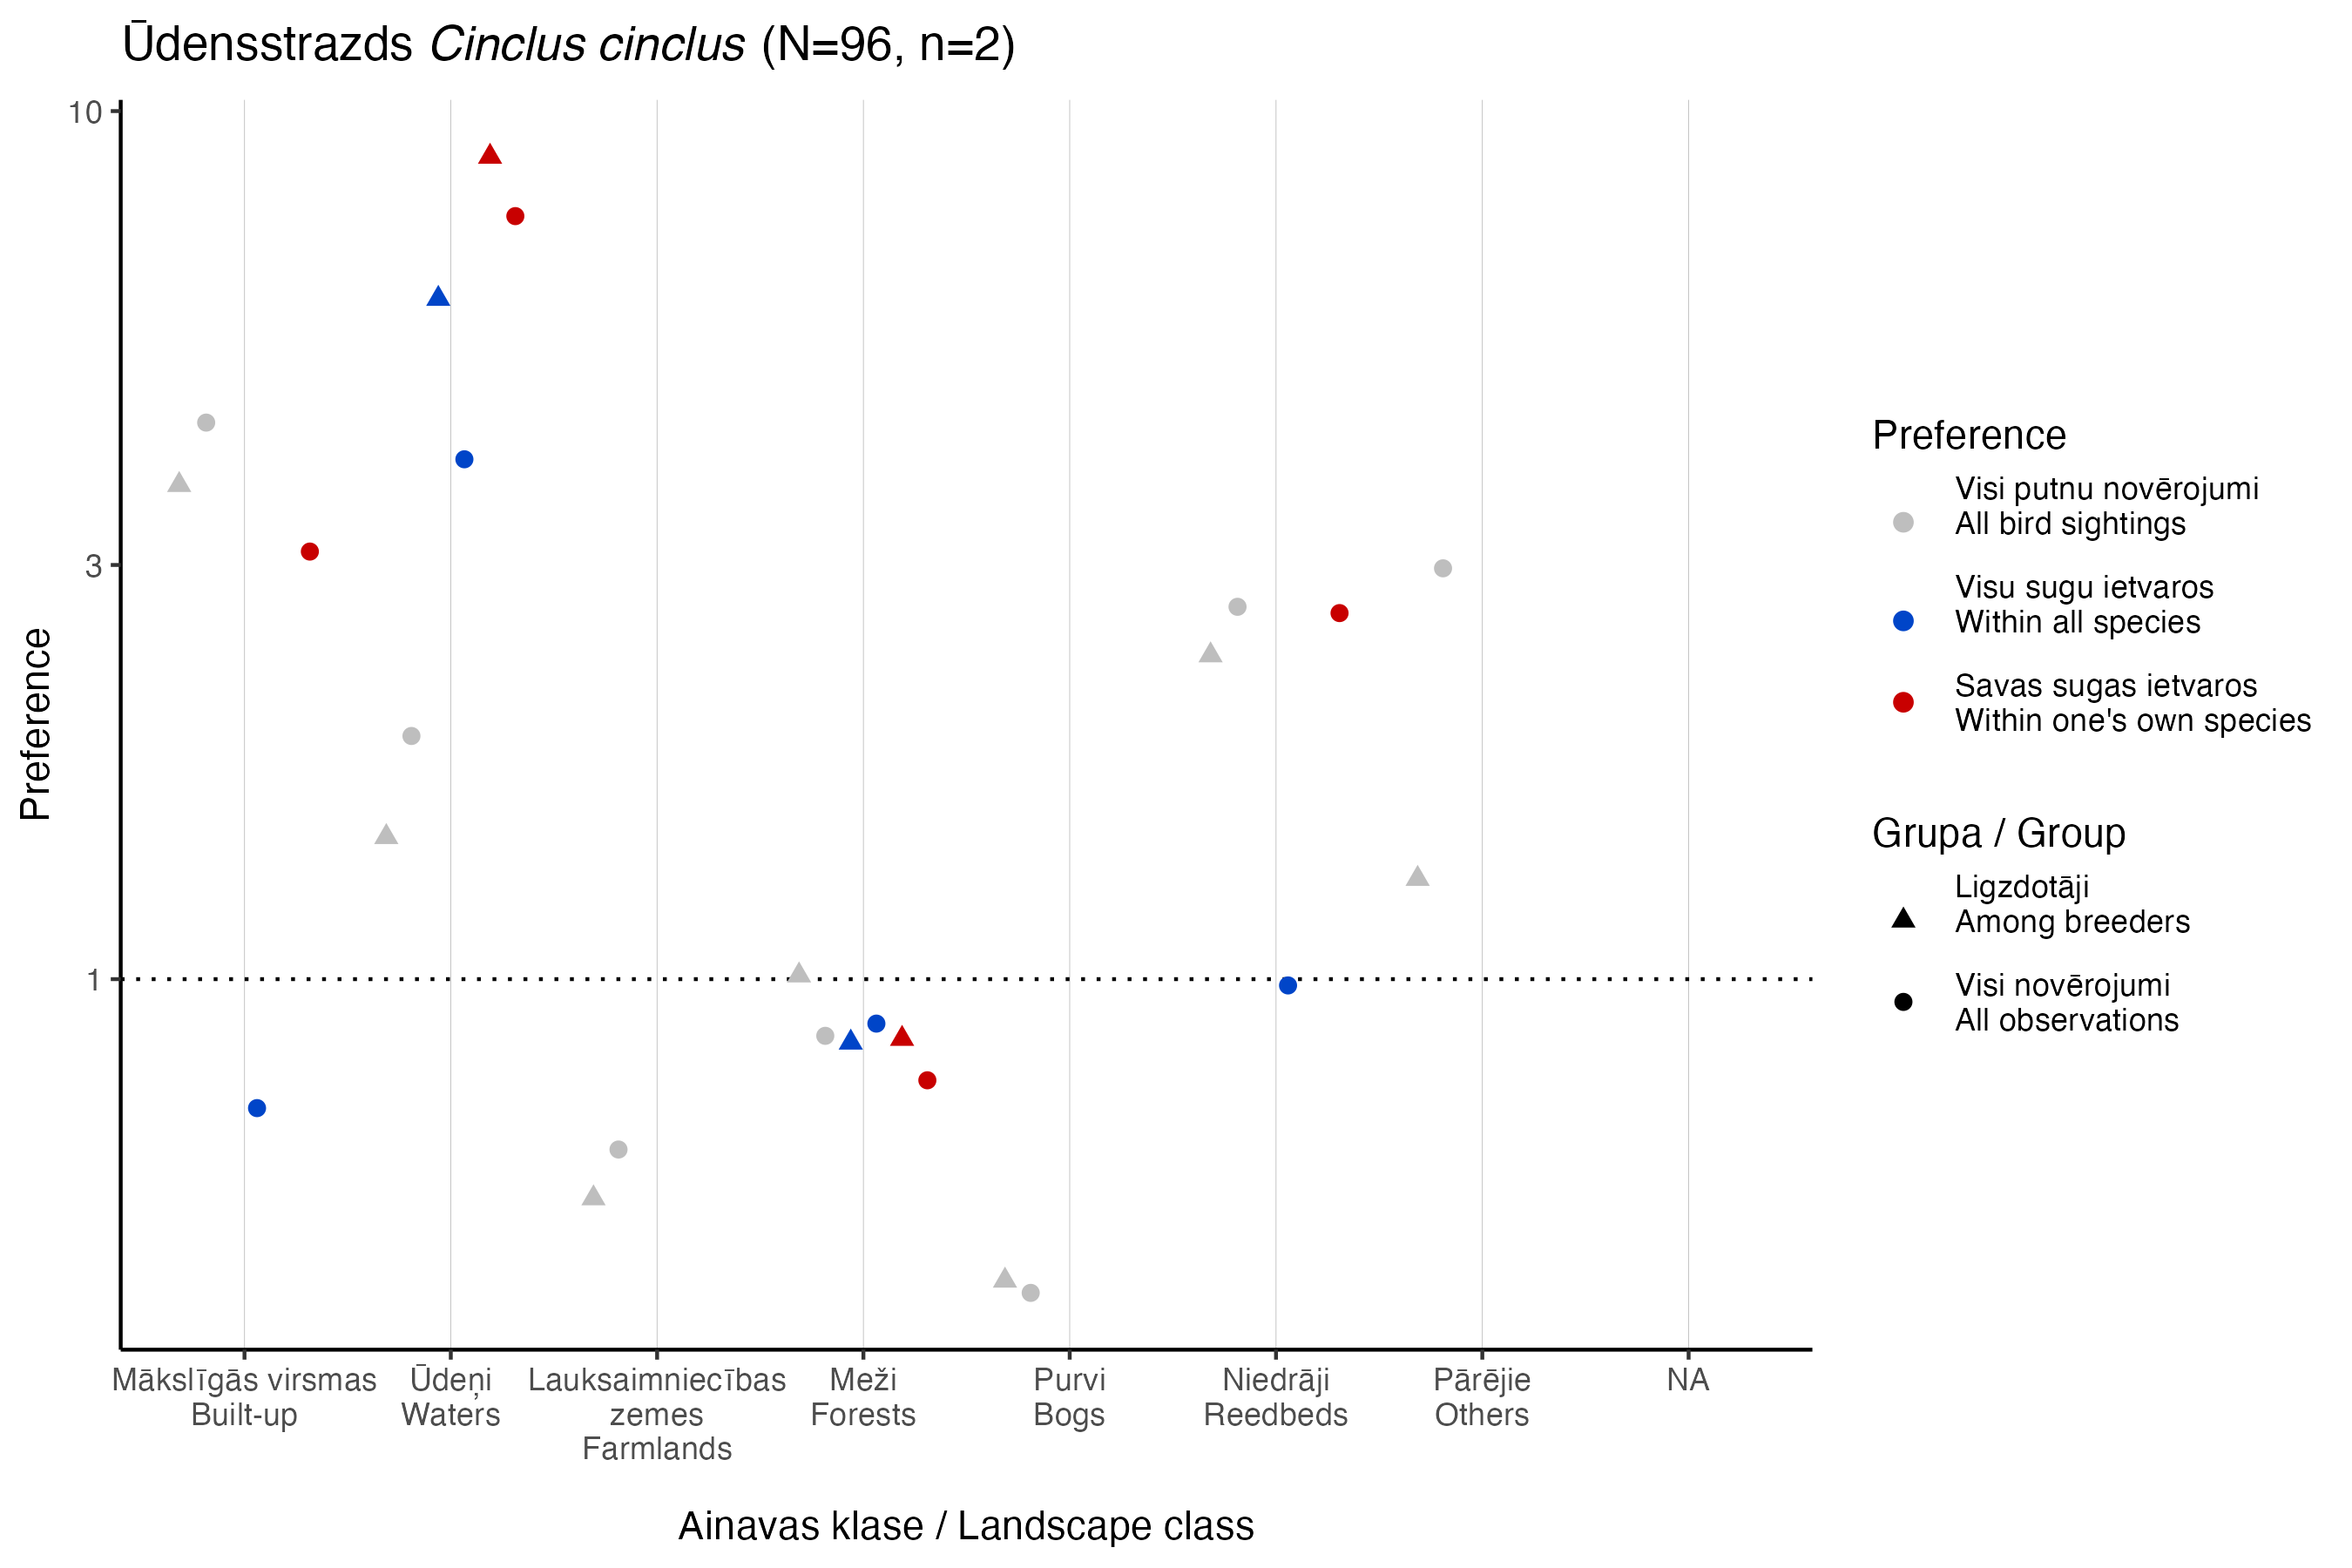 Ūdensstrazds Cinclus cinclus (N=96, n=2)
10
3
1
Preference
Mākslīgās virsmas
Built-up
Ūdeņi
Waters
Lauksaimniecības
zemes
Farmlands
Meži
Forests
Purvi
Bogs
Niedrāji
Reedbeds
Pārējie
Others
NA
Ainavas klase / Landscape class
Preference
Visi putnu novērojumi
All bird sightings
Visu sugu ietvaros
Within all species
Savas sugas ietvaros
Within one's own species
Grupa / Group
Ligzdotāji
Among breeders
Visi novērojumi
All observations